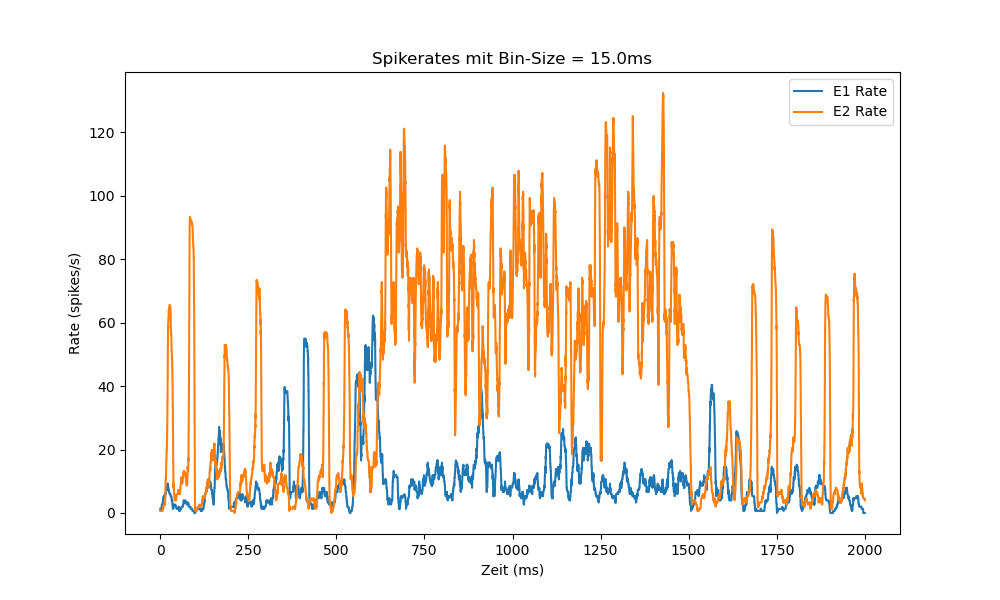 Spikerates mit Bin-Size = 15.0ms
E1 Rate
E2 Rate
Rate (spikes/s)
120
100
80
60
40
20
0
0 250 500 750 1000 1250 1500 1750 2000
Zeit (ms)